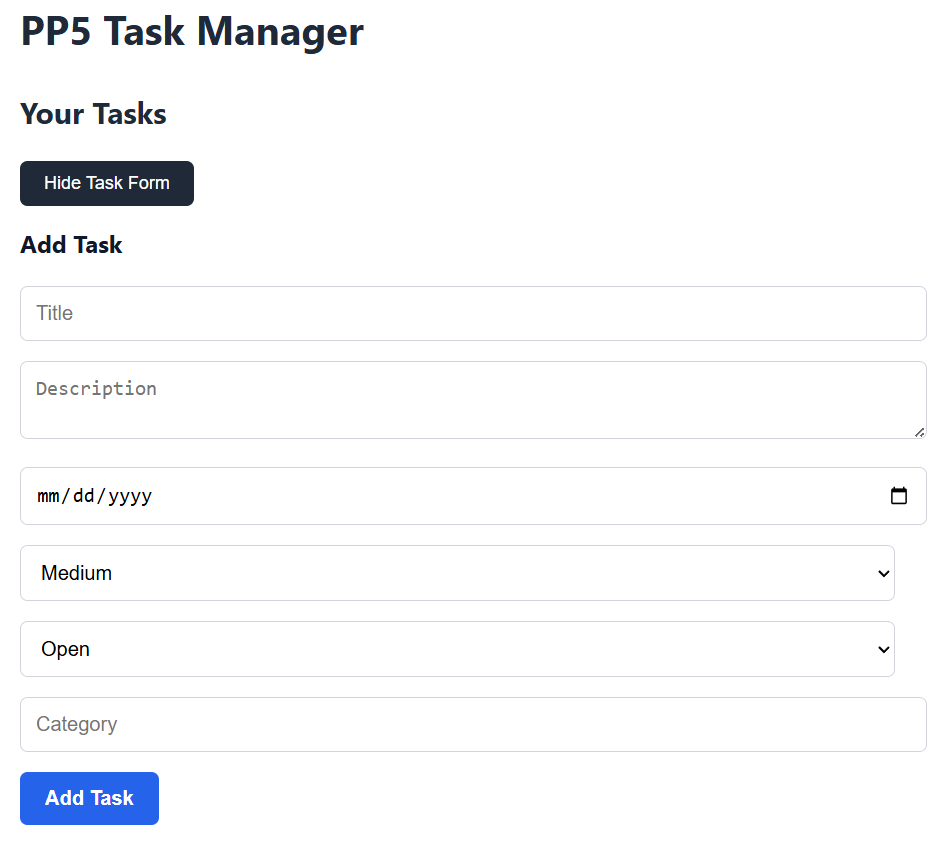 PP5 Task Manager
Your Tasks
Hide Task Form
Add Task
Title
Description
mm/dd/yyyy
Medium
Open
Category
Add Task